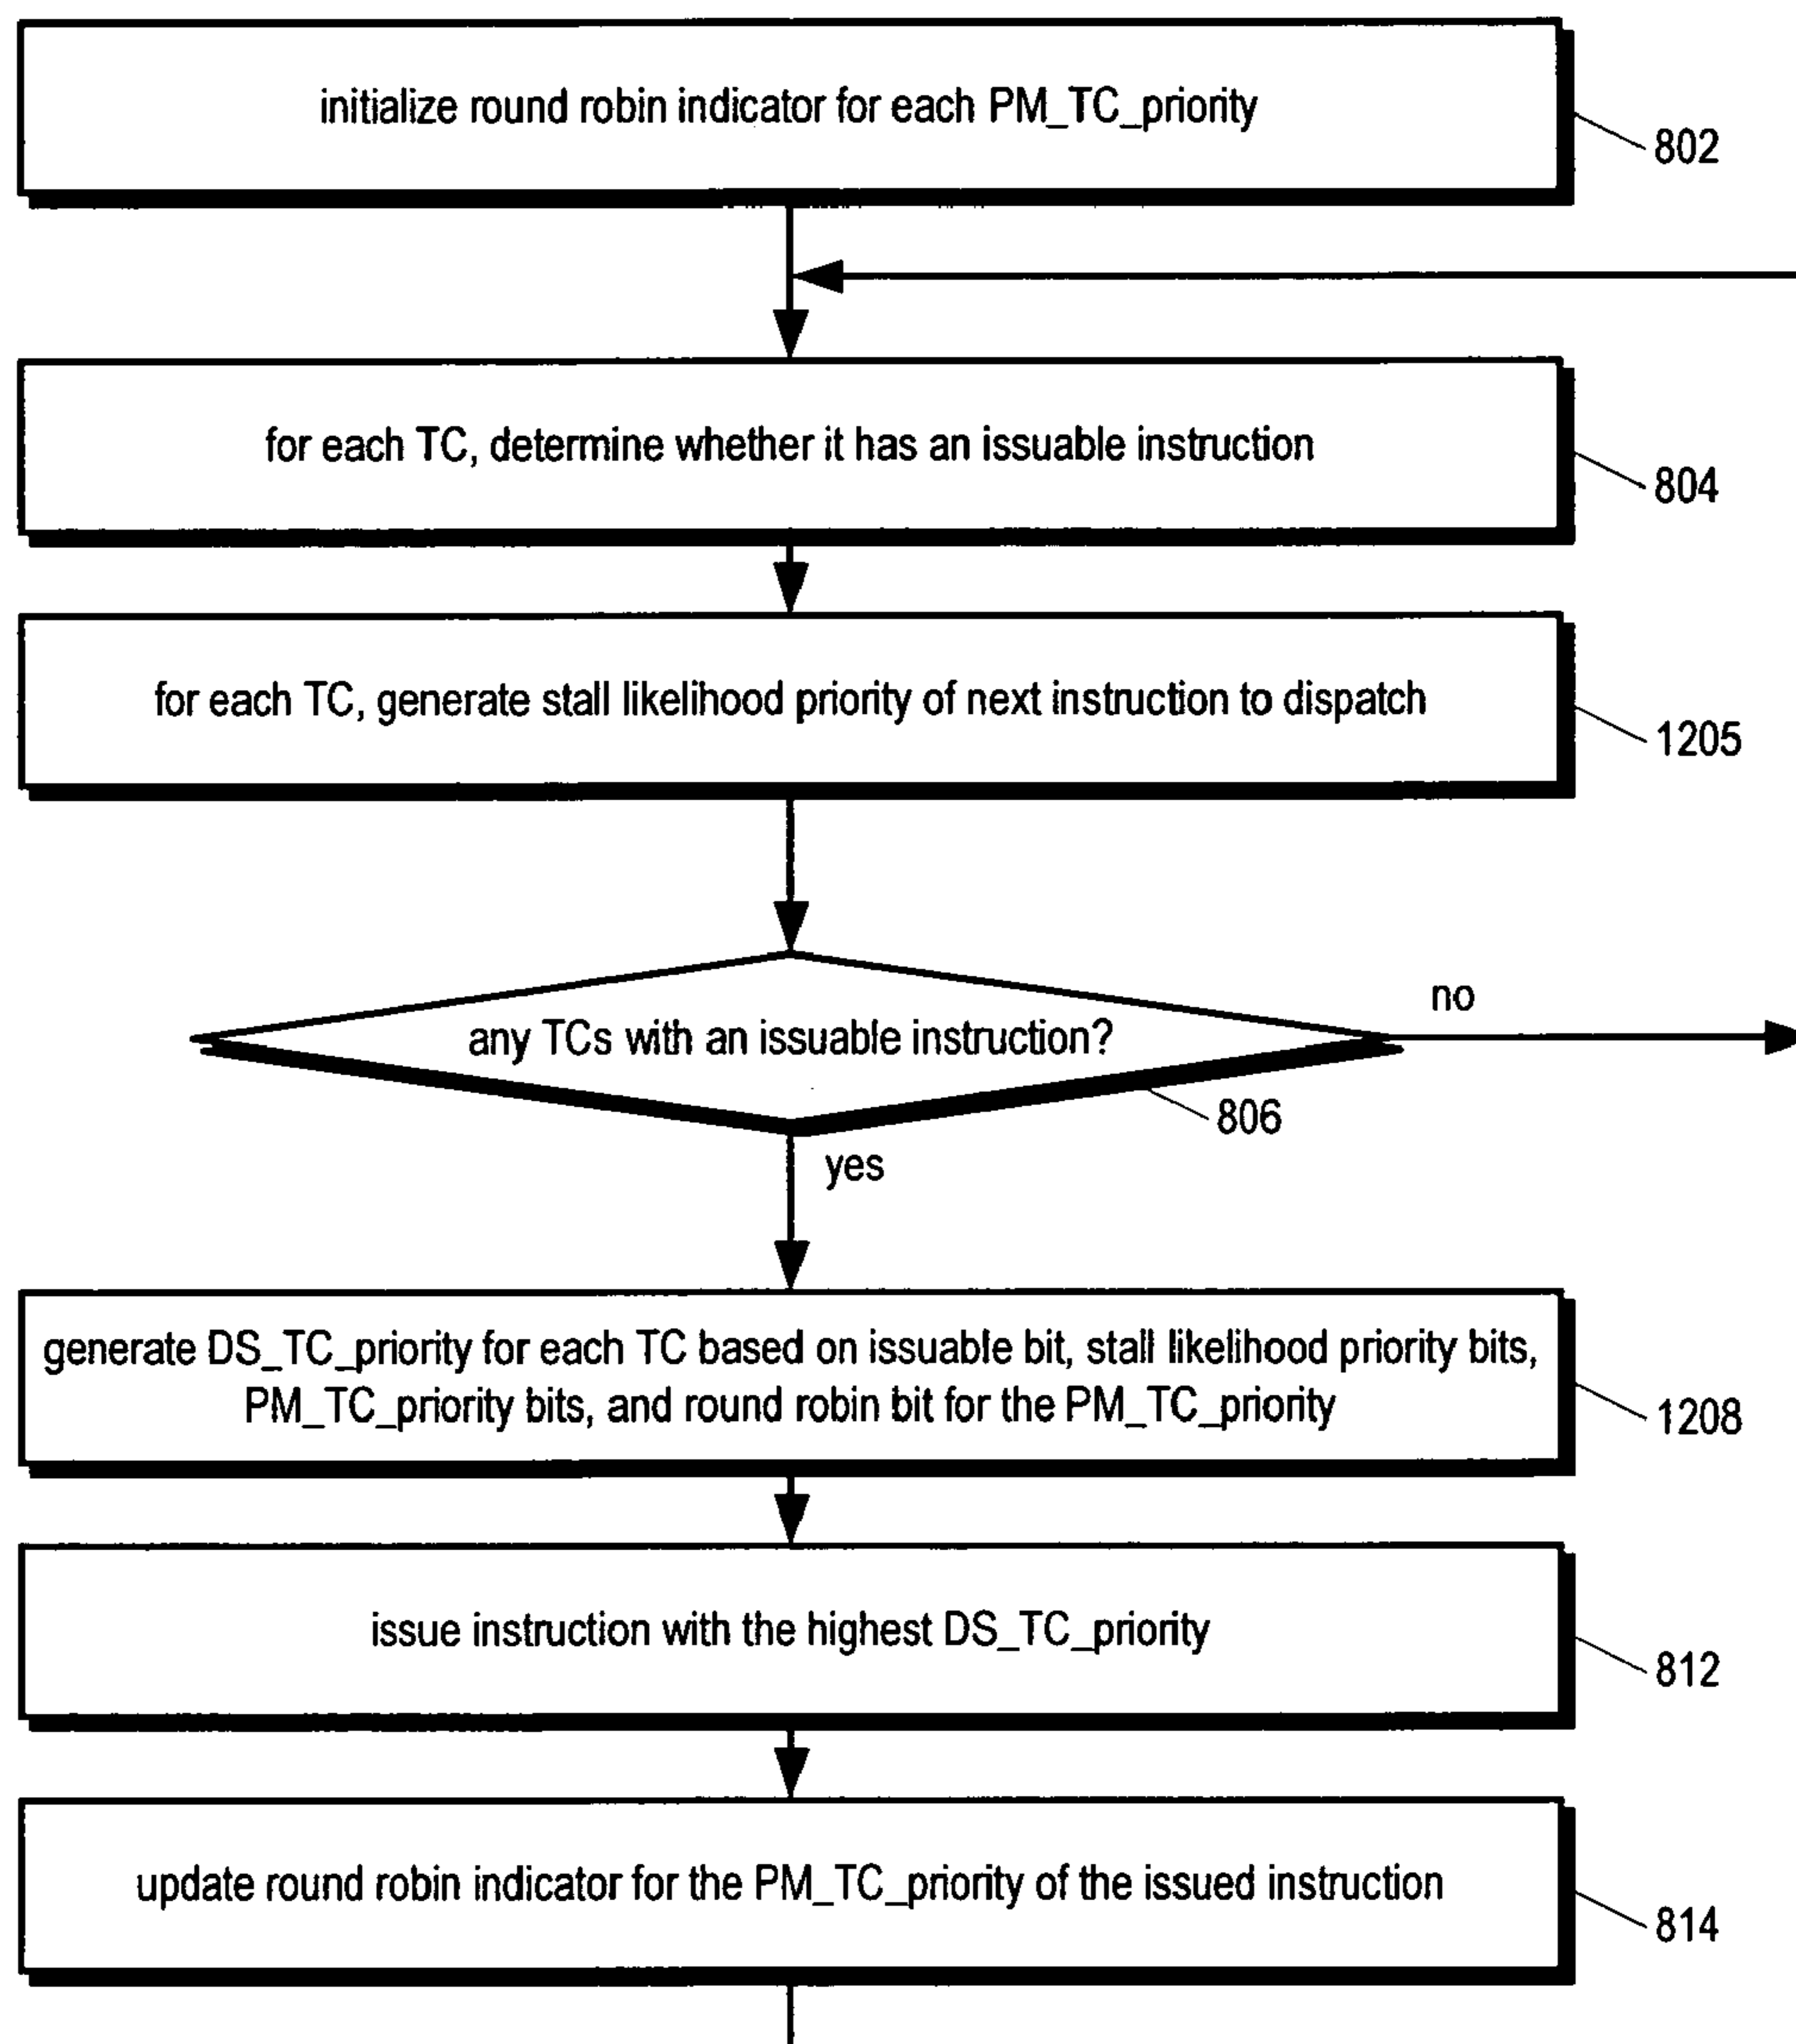 initialize round robin indicator for each PM_TC_priority
802
for each TC, determine whether it has an issuable instruction
804
for each TC, generate stall likelihood priority of next instruction to dispatch
1205
no
any TCs with an issuable instruction?
806
yes
generate DS_TC_priority for each TC based on issuable bit, stall likelihood priority bits,
PM_TC_priority bits, and round robin bit for the PM_TC_priority
1208
issue instruction with the highest DS_TC_priority
812
update round robin indicator for the PM_TC_priority of the issued instruction
814